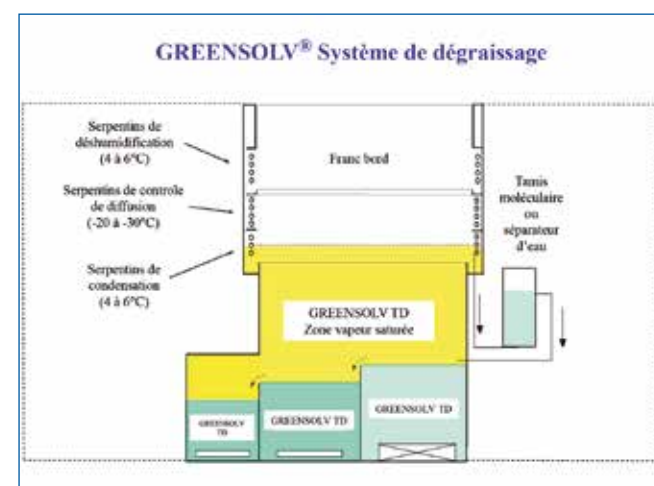 GREENSOLV® Système de dégraissage
Serpentins de
déshumidification
(4 à 6°C)
Franc bord
Serpentins de controle
de diffusion
(-20 à -30°C)
Tamis
moléculaire
ou
séparateur
d'eau
Serpentins de
condensation
(4 à 6°C)
GREENSOLV TD
Zone vapeur saturée
GREENSOLV
TD
GREENSOLV TD
GREENSOLV TD